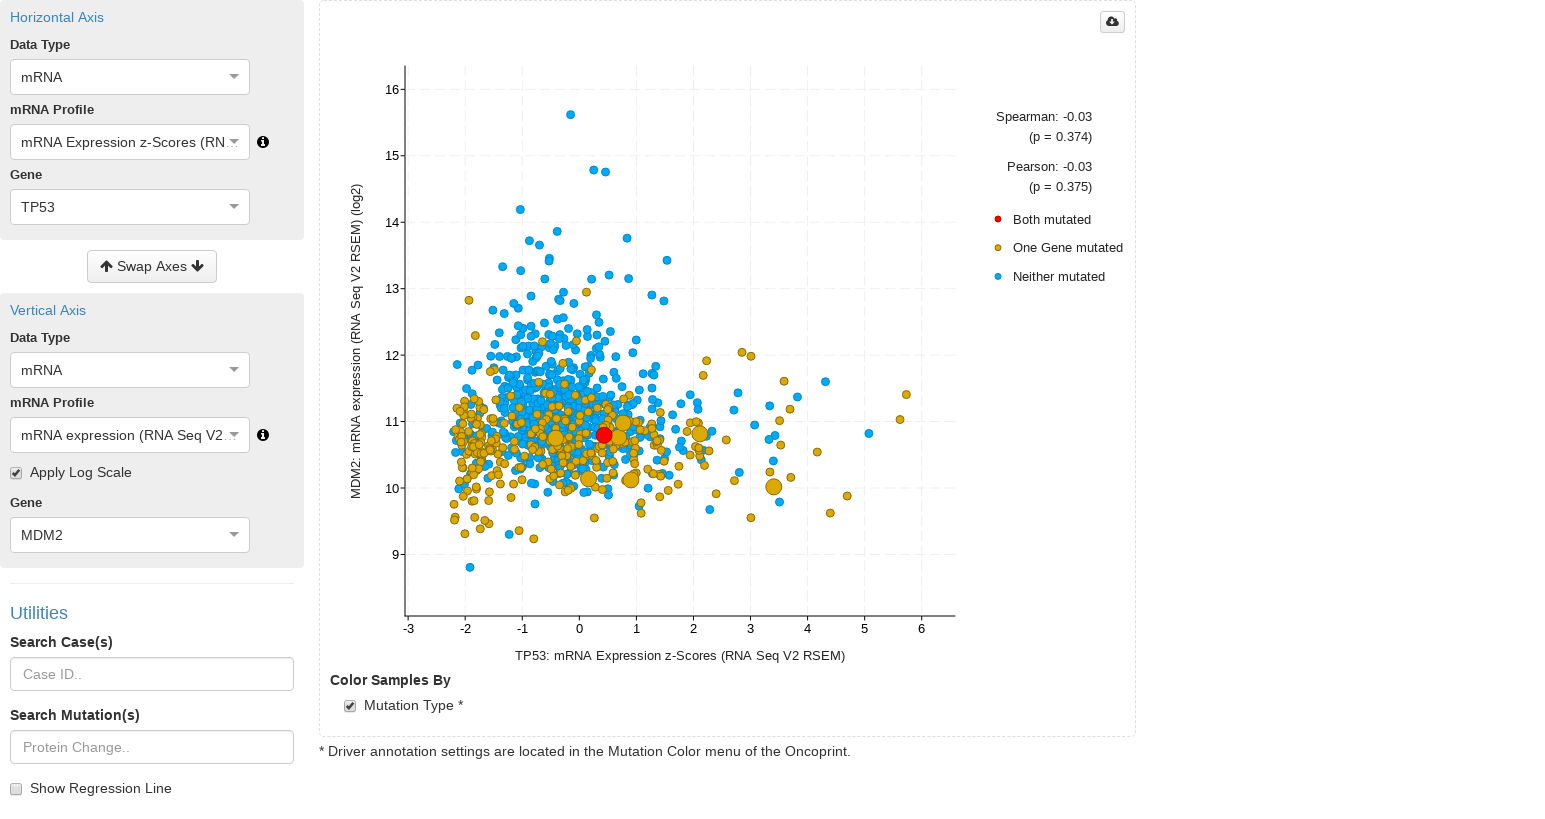 Horizontal Axis
Data Type
mRNA
mRNA Profile
mRNA Expression z-Scores (RN...
Gene
TP53
Swap Axes
Vertical Axis
Data Type
mRNA
mRNA Profile
mRNA expression (RNA Seq V2...
Apply Log Scale
Gene
MDM2
Utilities
Search Case(s)
Case ID..
Search Mutation(s)
Protein Change..
Show Regression Line
MDM2: mRNA expression (RNA Seq V2 RSEM) (log2)
16
15
14
13
12
11
10
9
-3 -2 -1 0 1 2 3 4 5 6
TP53: mRNA Expression z-Scores (RNA Seq V2 RSEM)
Spearman: -0.03
(p = 0.374)
Pearson: -0.03
(p = 0.375)
Both mutated
One Gene mutated
Neither mutated
Color Samples By
Mutation Type *
* Driver annotation settings are located in the Mutation Color menu of the Oncoprint.